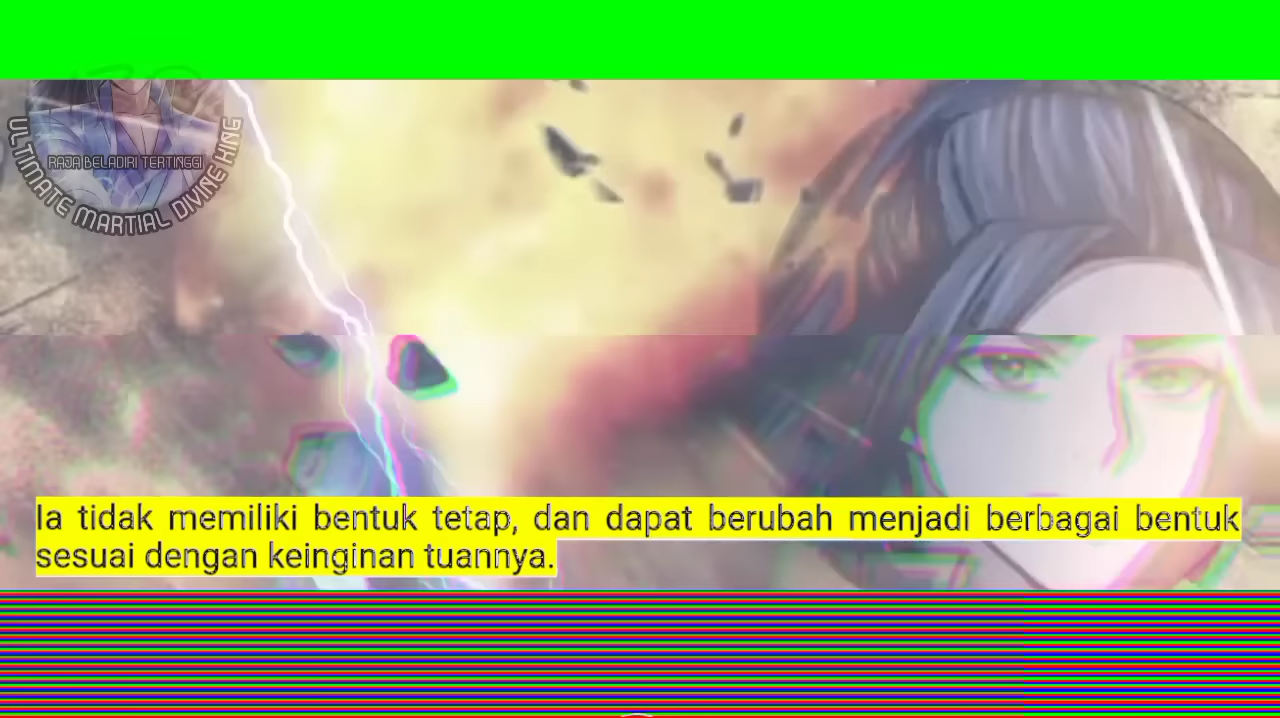 RAJA BELADIRI TERTINGGI
ULTIMATE MARTIAL DIVINE KING
Ia tidak memiliki bentuk tetap, dan dapat berubah menjadi berbagai bentuk
sesuai dengan keinginan tuannya.